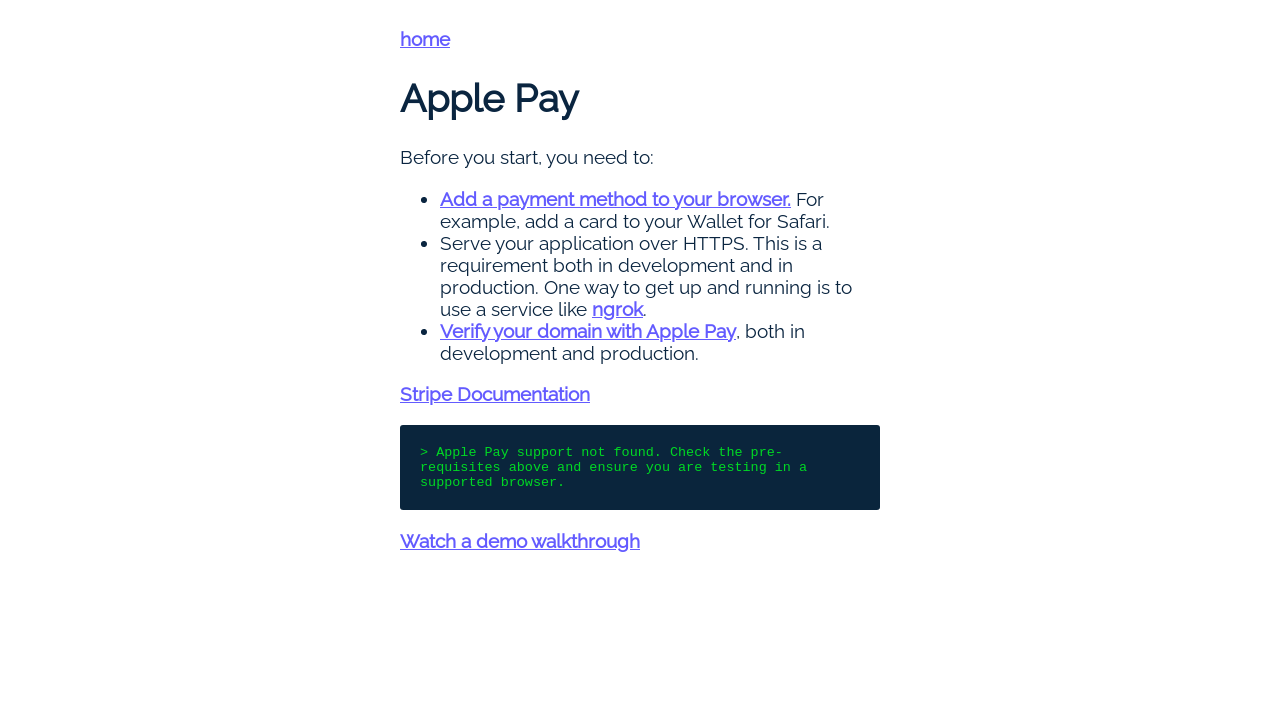 home
Apple Pay
Before you start, you need to:
Add a payment method to your browser. For
example, add a card to your Wallet for Safari.
Serve your application over HTTPS. This is a
requirement both in development and in
production. One way to get up and running is to
use a service like ngrok.
Verify your domain with Apple Pay, both in
development and production.
Stripe Documentation
> Apple Pay support not found. Check the pre-
requisites above and ensure you are testing in a
supported browser.
Watch a demo walkthrough